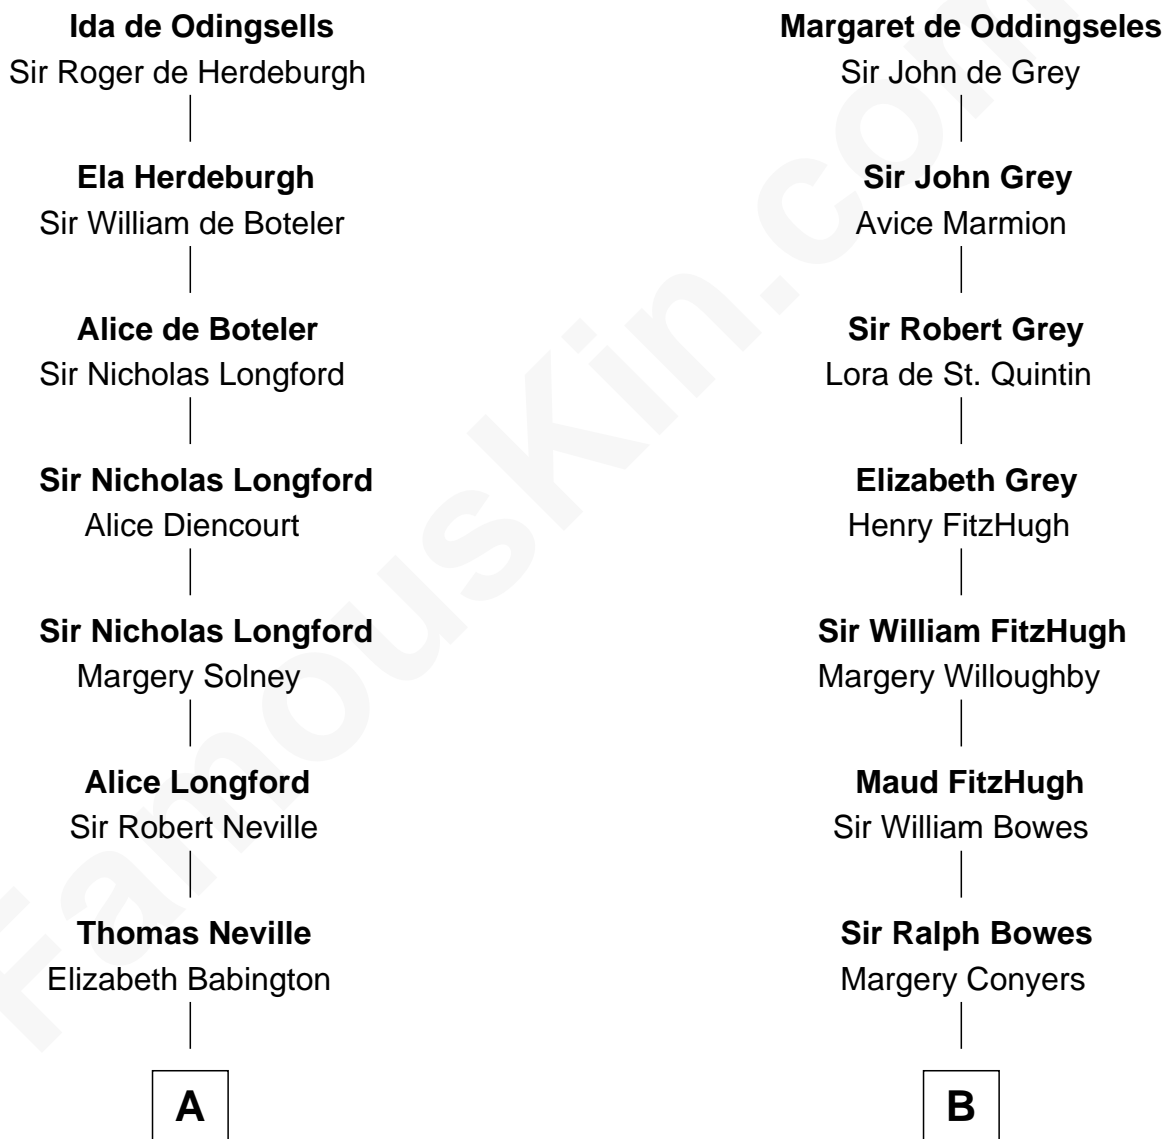 Ida de Odingsells
Sir Roger de Herdeburgh
Ela Herdeburgh
Sir William de Boteler
Alice de Boteler
Sir Nicholas Longford
Sir Nicholas Longford
Alice Diencourt
Sir Nicholas Longford
Margery Solney
Alice Longford
Sir Robert Neville
Thomas Neville
Elizabeth Babington
A
Margaret de Oddingseles
Sir John de Grey
Sir John Grey
Avice Marmion
Sir Robert Grey
Lora de St. Quintin
Elizabeth Grey
Henry FitzHugh
Sir William FitzHugh
Margery Willoughby
Maud FitzHugh
Sir William Bowes
Sir Ralph Bowes
Margery Conyers
B
FamousKin.com